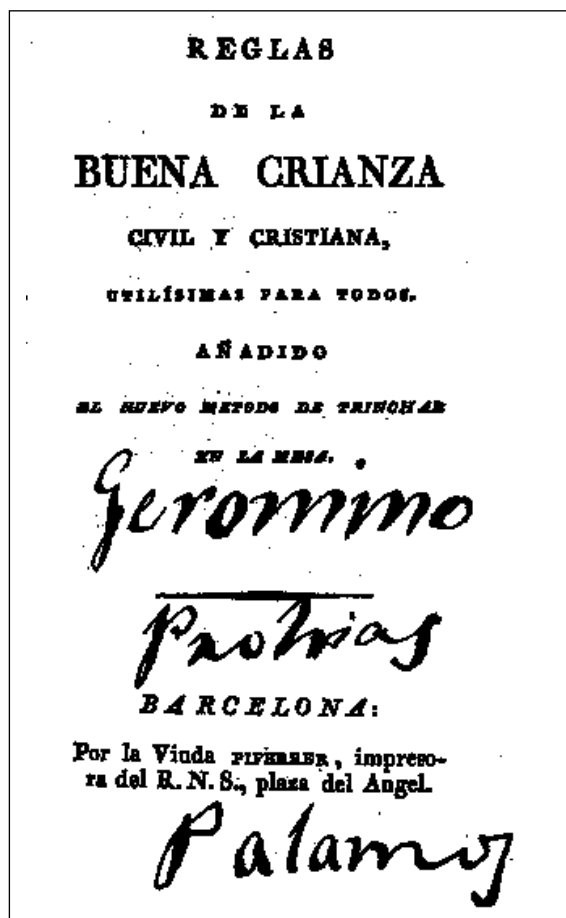 REGLAS
DE LA
BUENA CRIANZA
CIVIL Y CRISTIANA,
UTILÍSIMAS PARA TODOS.
AÑADIDO
EL NUEVO METODO DE TRINCHAR
EN LA MESA.
Geronimo
BARCELONA:
Por la Viuda PIFERRER, impreso-
ra del R. N. S., plaza del Angel.
Palamos